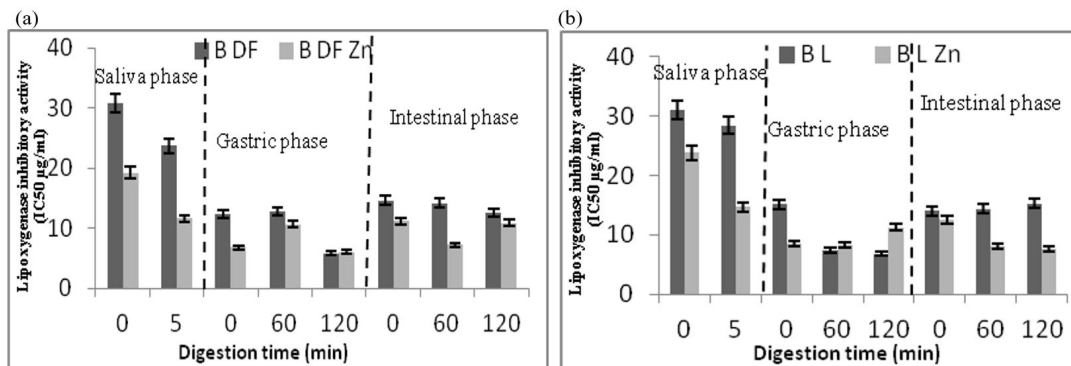 (a)
B DF B DF Zn
Lipoxygenase inhibitory activity
(IC50 µg/ml)
40
30
20
10
0
Saliva phase
Gastric phase
Intestinal phase
0 5 0 60 120 0 60 120
Digestion time (min)
(b)
B L B L Zn
Lipoxygenase inhibitory activity
(IC50 µg/ml)
40
30
20
10
0
Saliva phase
Gastric phase
Intestinal phase
0 5 0 60 120 0 60 120
Digestion time (min)